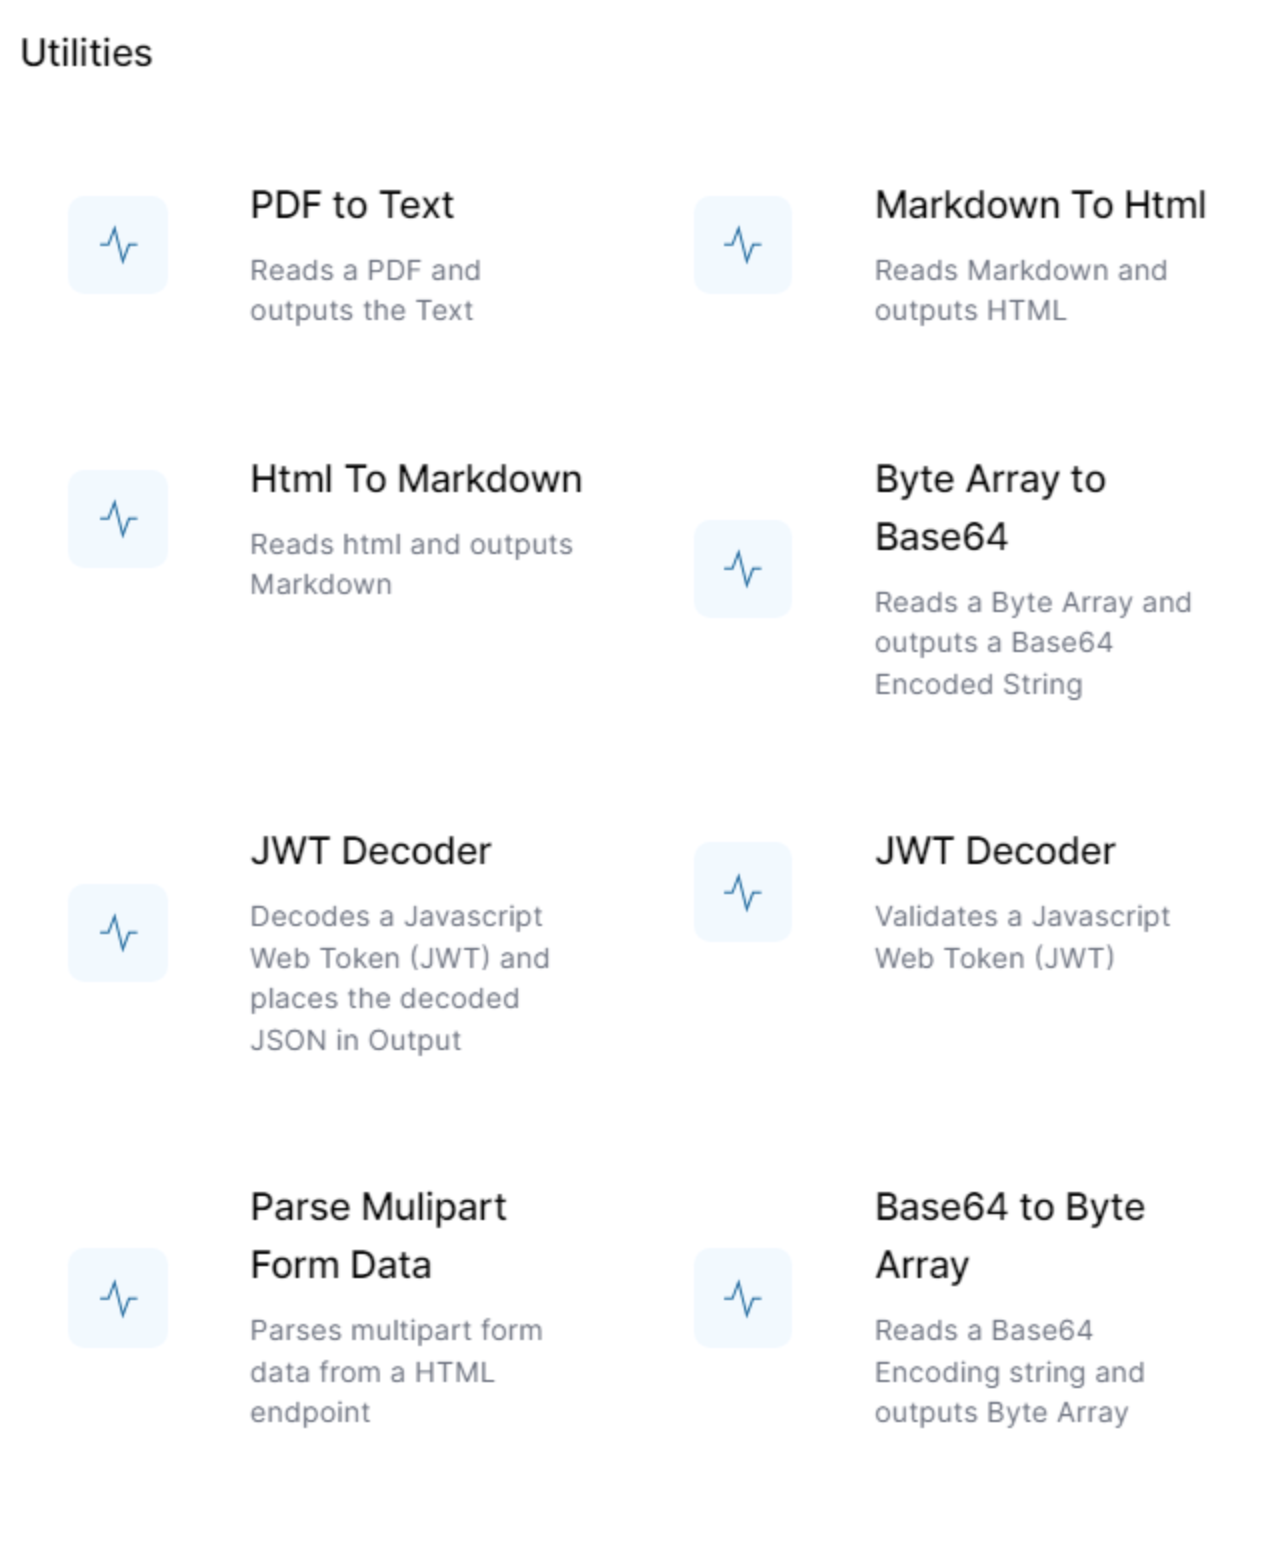 Utilities
PDF to Text
Reads a PDF and
outputs the Text
Markdown To Html
Reads Markdown and
outputs HTML
Html To Markdown
Reads html and outputs
Markdown
Byte Array to
Base64
Reads a Byte Array and
outputs a Base64
Encoded String
JWT Decoder
Decodes a Javascript
Web Token (JWT) and
places the decoded
JSON in Output
JWT Decoder
Validates a Javascript
Web Token (JWT)
Parse Mulipart
Form Data
Parses multipart form
data from a HTML
endpoint
Base64 to Byte
Array
Reads a Base64
Encoding string and
outputs Byte Array